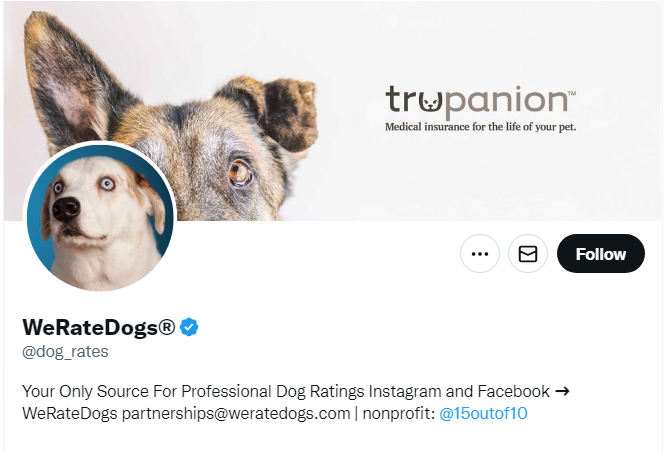 trupanion™
Medical insurance for the life of your pet.
Follow
WeRateDogs®
@dog_rates
Your Only Source For Professional Dog Ratings Instagram and Facebook ➔
WeRateDogs partnerships@weratedogs.com | nonprofit: @15outof10